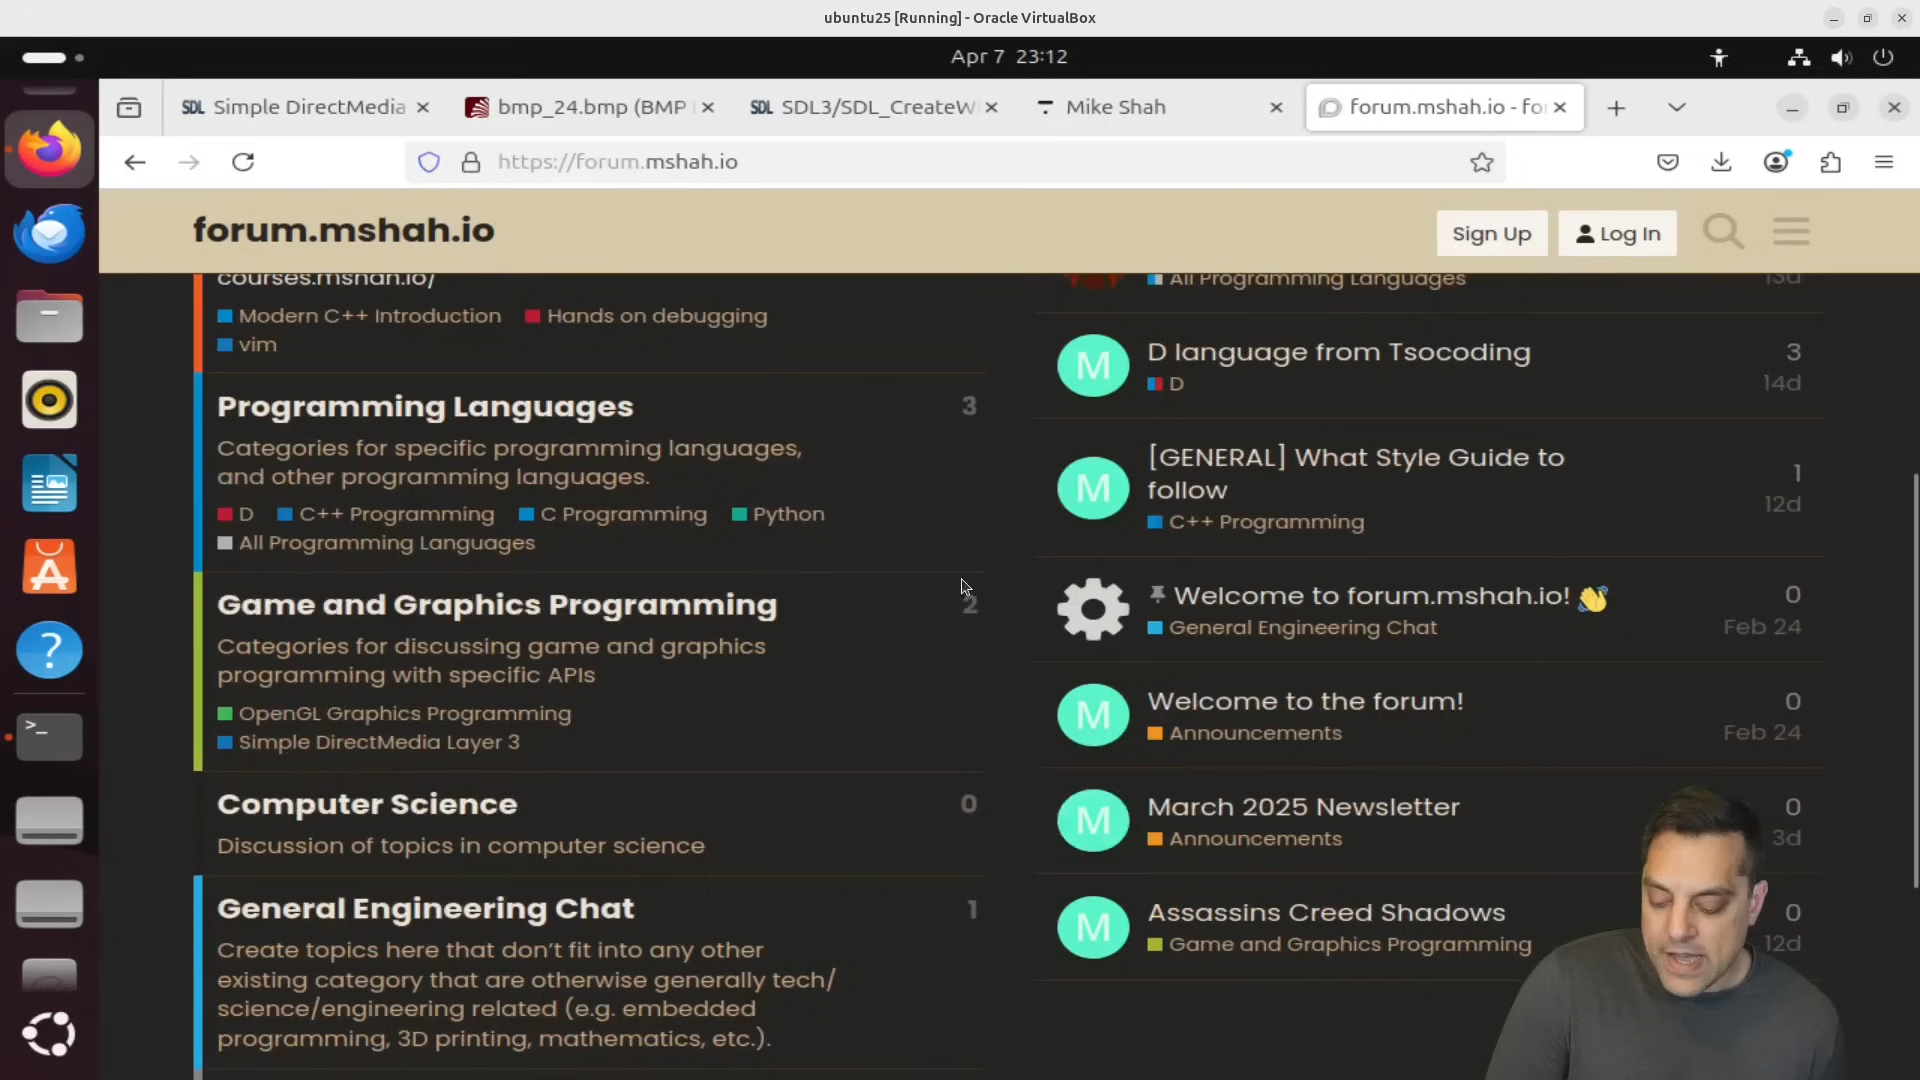 ubuntu25 [Running] - Oracle VirtualBox
Apr 7 23:12
SDL Simple DirectMedia
bmp_24.bmp (BMP
SDL SDL3/SDL_CreateW
Mike Shah
forum.mshah.io - fo
https://forum.mshah.io
forum.mshah.io
Sign Up
Log In
courses.mshah.io/
Modern C++ Introduction Hands on debugging
vim
Programming Languages 3
Categories for specific programming languages,
and other programming languages.
D C++ Programming C Programming Python
All Programming Languages
Game and Graphics Programming 2
Categories for discussing game and graphics
programming with specific APIs
OpenGL Graphics Programming
Simple DirectMedia Layer 3
Computer Science 0
Discussion of topics in computer science
General Engineering Chat 1
Create topics here that don’t fit into any other
existing category that are otherwise generally tech/
science/engineering related (e.g. embedded
programming, 3D printing, mathematics, etc.).
All Programming Languages 13d
M D language from Tsocoding 3
D 14d
M [GENERAL] What Style Guide to
follow 1
C++ Programming 12d
Welcome to forum.mshah.io! 👋 0
General Engineering Chat Feb 24
M Welcome to the forum! 0
Announcements Feb 24
M March 2025 Newsletter 0
Announcements 3d
M Assassins Creed Shadows 0
Game and Graphics Programming 12d